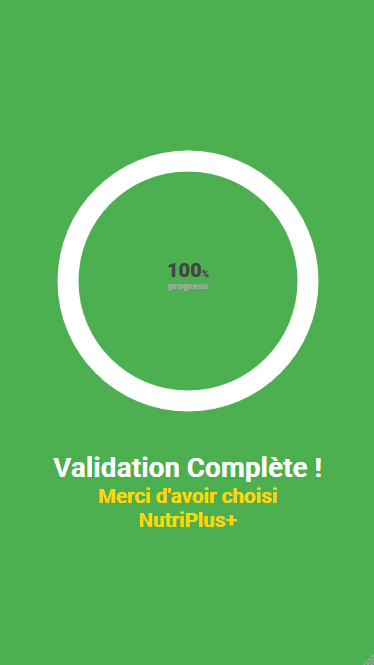 100%
progress
Validation Complète !
Merci d'avoir choisi
NutriPlus+